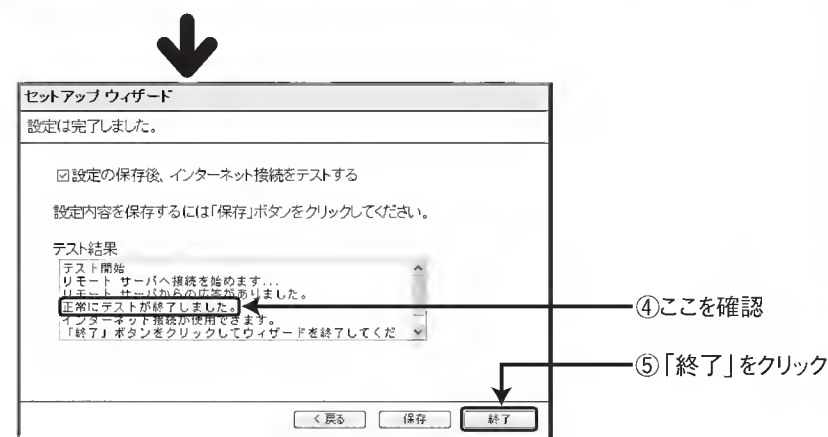 セットアップ ウィザード
設定は完了しました。
☑設定の保存後、インターネット接続をテストする
設定内容を保存するには「保存」ボタンをクリックしてください。
テスト結果
テスト開始
リモート サーバへ接続を始めます...
リモート サーバからの応答がありました。
正常にテストが終了しました。
インターネット接続が使用できます。
「終了」ボタンをクリックしてウィザードを終了してくだ
④ここを確認
⑤「終了」をクリック
＜戻る 保存 終了